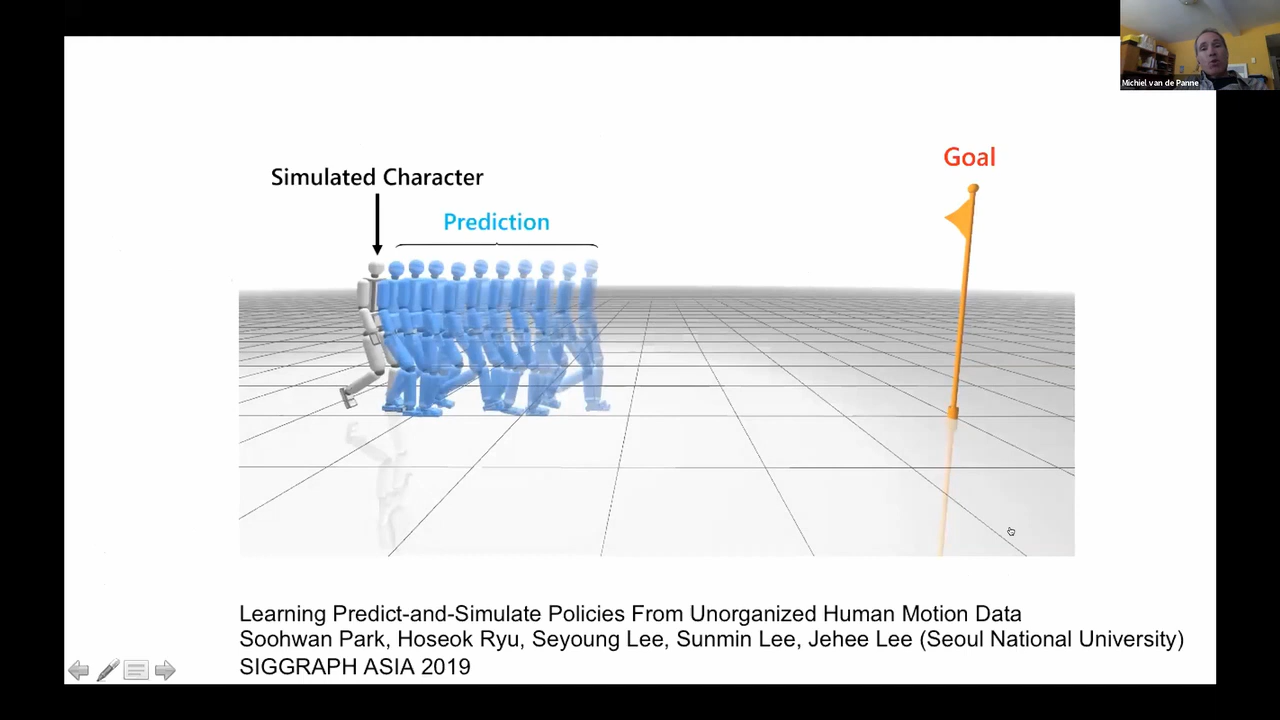 Michiel van de Panne
Goal
Simulated Character
Prediction
Learning Predict-and-Simulate Policies From Unorganized Human Motion Data
Soohwan Park, Hoseok Ryu, Seyoung Lee, Sunmin Lee, Jehee Lee (Seoul National University)
SIGGRAPH ASIA 2019